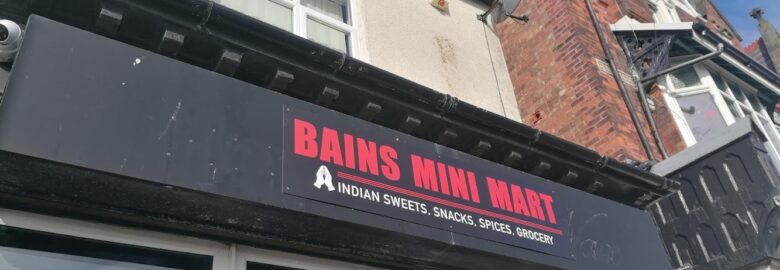 BAINS MINI MART
INDIAN SWEETS, SNACKS, SPICES, GROCERY